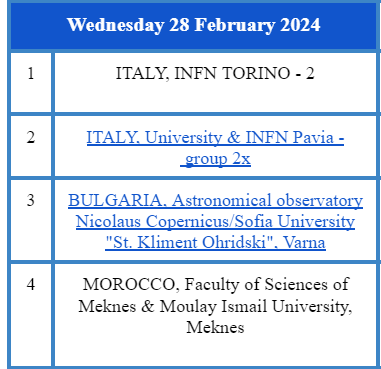 Wednesday 28 February 2024
1
ITALY, INFN TORINO - 2
2
ITALY, University & INFN Pavia -
group 2x
3
BULGARIA, Astronomical observatory
Nicolaus Copernicus/Sofia University
"St. Kliment Ohridski", Varna
4
MOROCCO, Faculty of Sciences of
Meknes & Moulay Ismail University,
Meknes